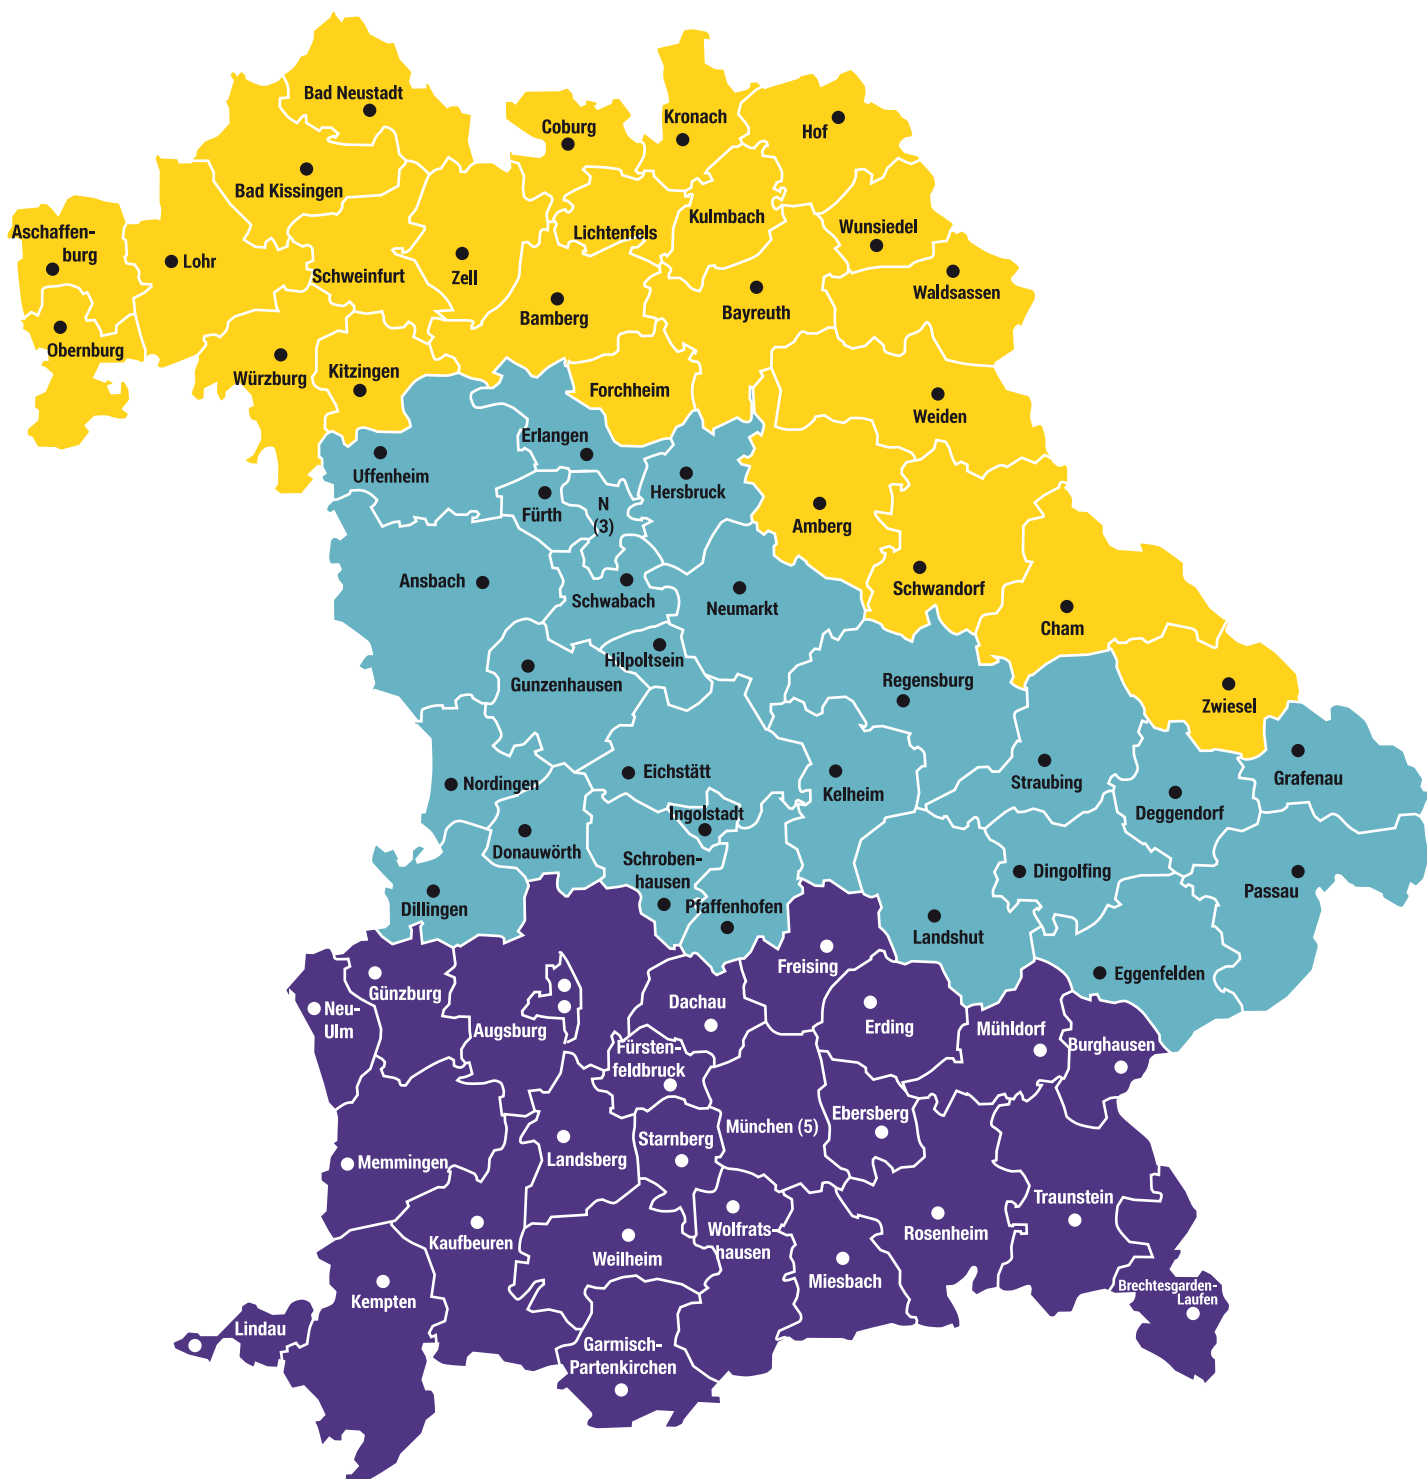 Bad Neustadt
Coburg
Kronach
Hof
Bad Kissingen
Lichtenfels
Kulmbach
Wunsiedel
Aschaffen-
burg
Lohr
Schweinfurt
Zell
Waldsassen
Bamberg
Bayreuth
Obernburg
Würzburg
Kitzingen
Forchheim
Weiden
Erlangen
Uffenheim
Hersbruck
Fürth
N
(3)
Amberg
Ansbach
Schwabach
Neumarkt
Schwandorf
Cham
Hilpoltsein
Gunzenhausen
Regensburg
Zwiesel
Nordingen
Eichstätt
Kelheim
Straubing
Grafenau
Ingolstadt
Deggendorf
Donauwörth
Schroben-
hausen
Dingolfing
Passau
Dillingen
Pfaffenhofen
Landshut
Freising
Eggenfelden
Günzburg
Neu-
Ulm
Augsburg
Dachau
Erding
Mühldorf
Burghausen
Fürsten-
feldbruck
Ebersberg
München (5)
Starnberg
Landsberg
Memmingen
Traunstein
Kaufbeuren
Wolfrats-
hausen
Rosenheim
Weilheim
Miesbach
Brechtesgarden-
Laufen
Kempten
Lindau
Garmisch-
Partenkirchen